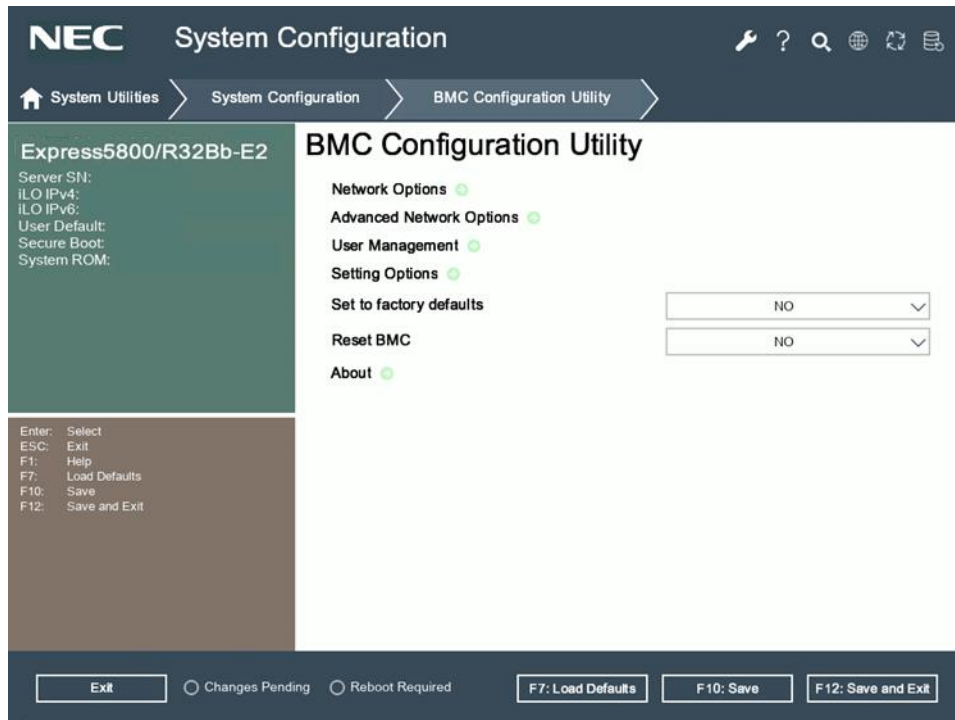 NEC System Configuration
?
System Utilities System Configuration BMC Configuration Utility
Express5800/R32Bb-E2
Server SN:
iLO IPv4:
iLO IPv6:
User Default:
Secure Boot:
System ROM:
Enter: Select
ESC: Exit
F1: Help
F7: Load Defaults
F10: Save
F12: Save and Exit
BMC Configuration Utility
Network Options
Advanced Network Options
User Management
Setting Options
Set to factory defaults NO
Reset BMC NO
About
Exit Changes Pending Reboot Required F7: Load Defaults F10: Save F12: Save and Exit